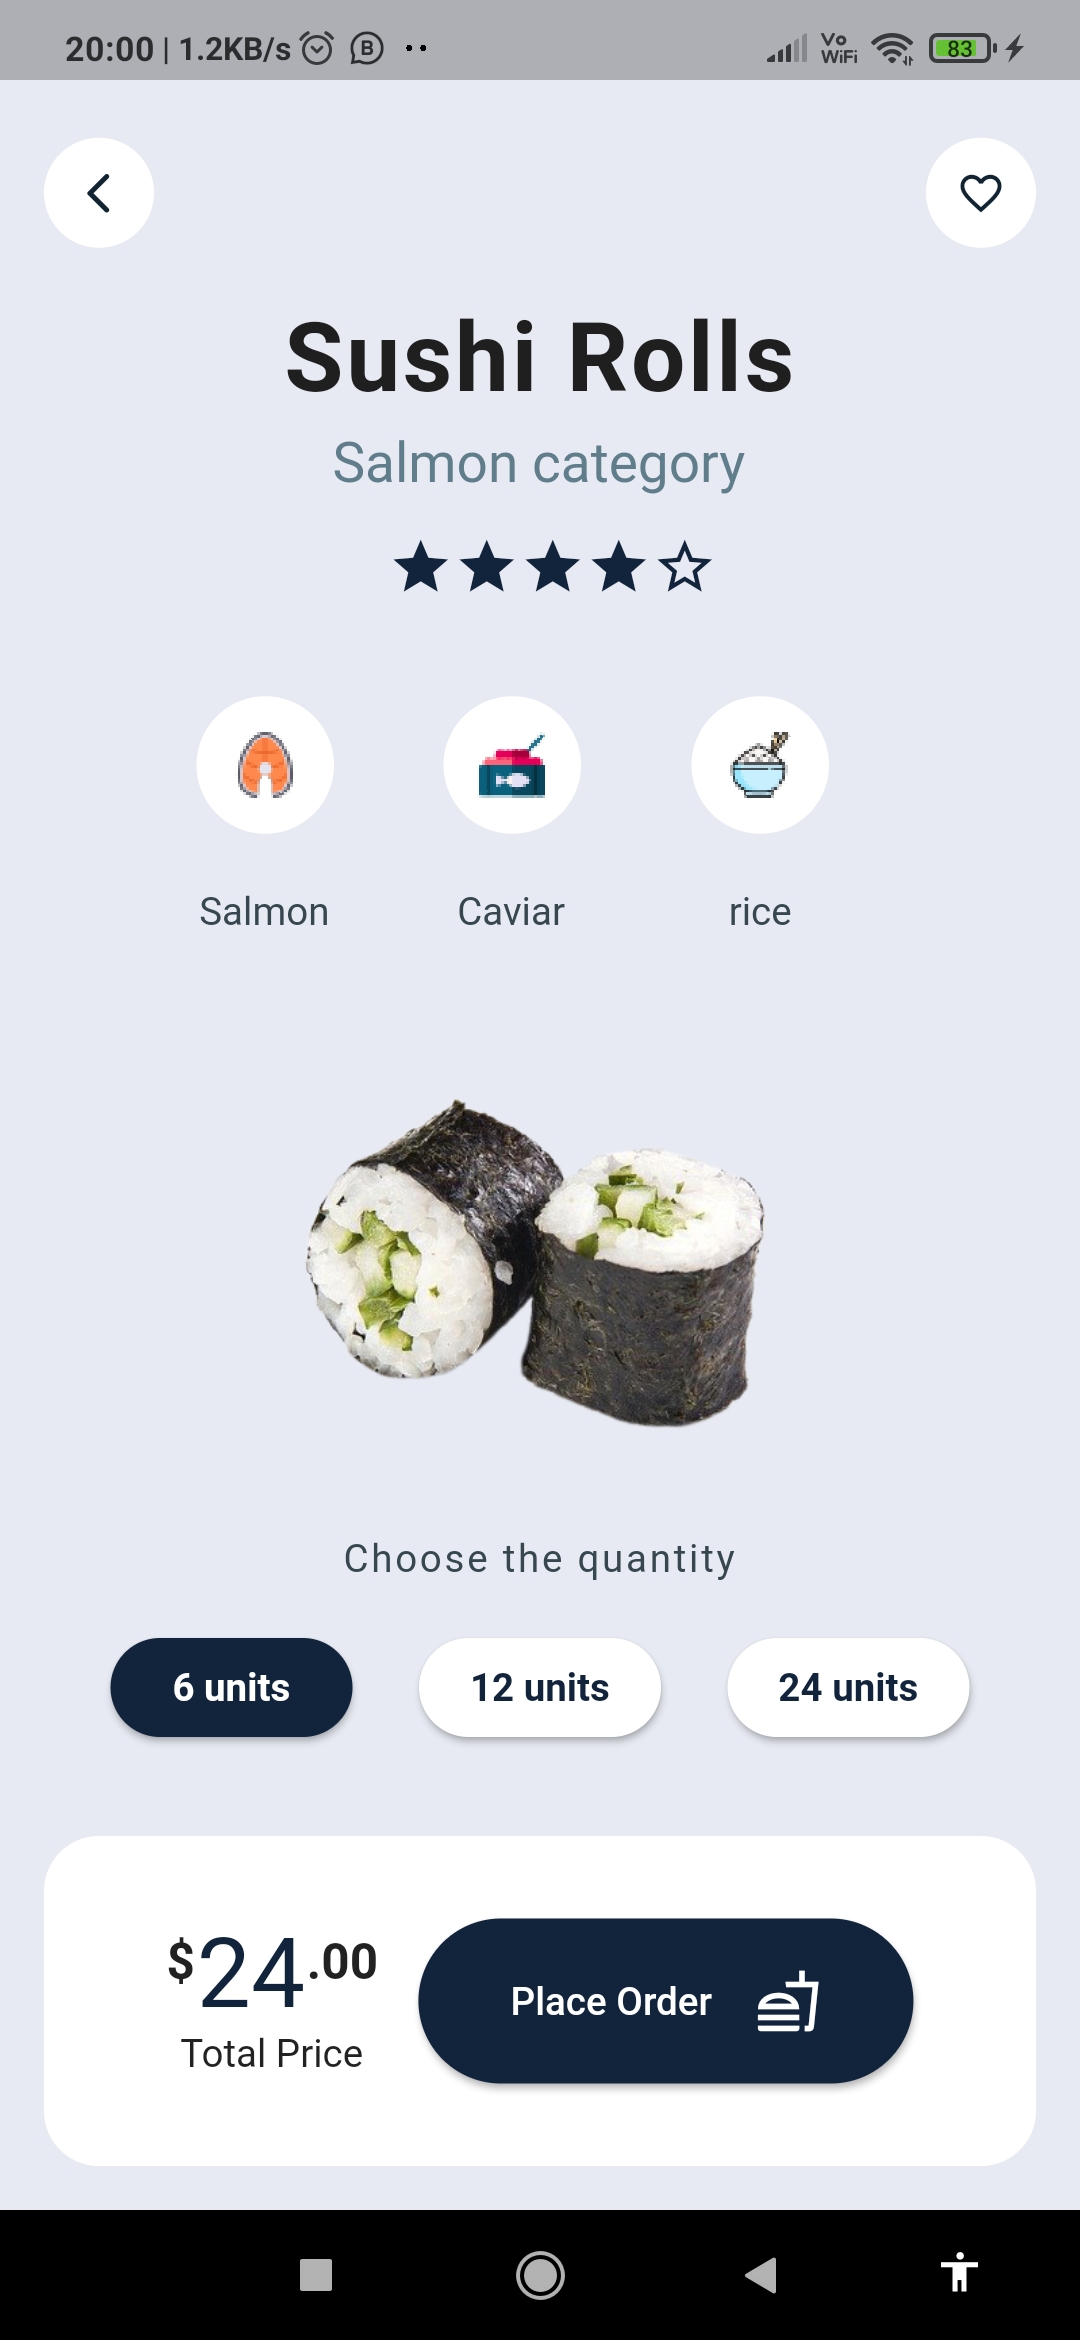 20:00 | 1.2KB/s B Vo WiFi 83
Sushi Rolls
Salmon category
Salmon Caviar rice
Choose the quantity
6 units 12 units 24 units
$24.00 Place Order
Total Price